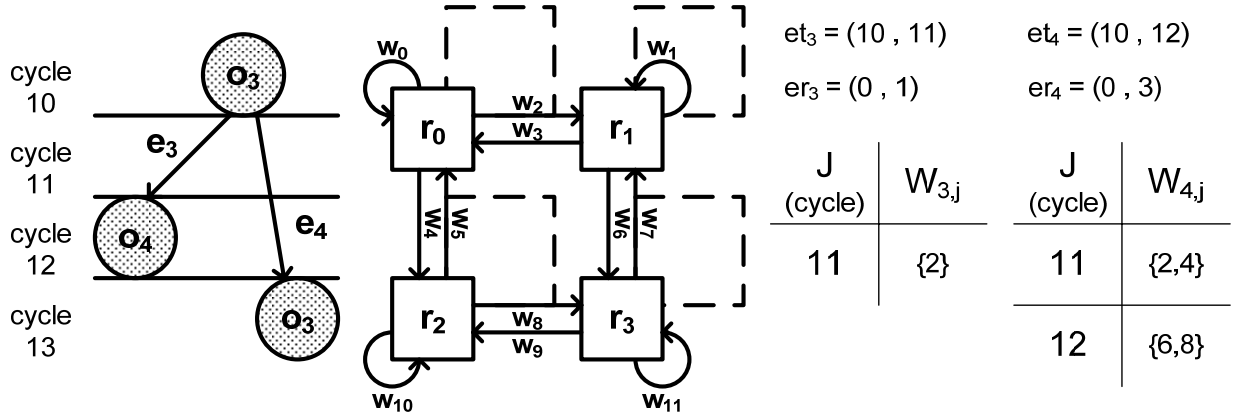 cycle
10
cycle
11
cycle
12
cycle
13
o₃
e₃
e₄
o₄
o₃
w₀
w₁
r₀
w₂
w₃
r₁
w₄
w₅
w₆
w₇
r₂
w₈
w₉
r₃
w₁₀
w₁₁
et₃ = (10 , 11)
er₃ = (0 , 1)
J
(cycle)
W₃,ⱼ
11
{2}
et₄ = (10 , 12)
er₄ = (0 , 3)
J
(cycle)
W₄,ⱼ
11
{2,4}
12
{6,8}